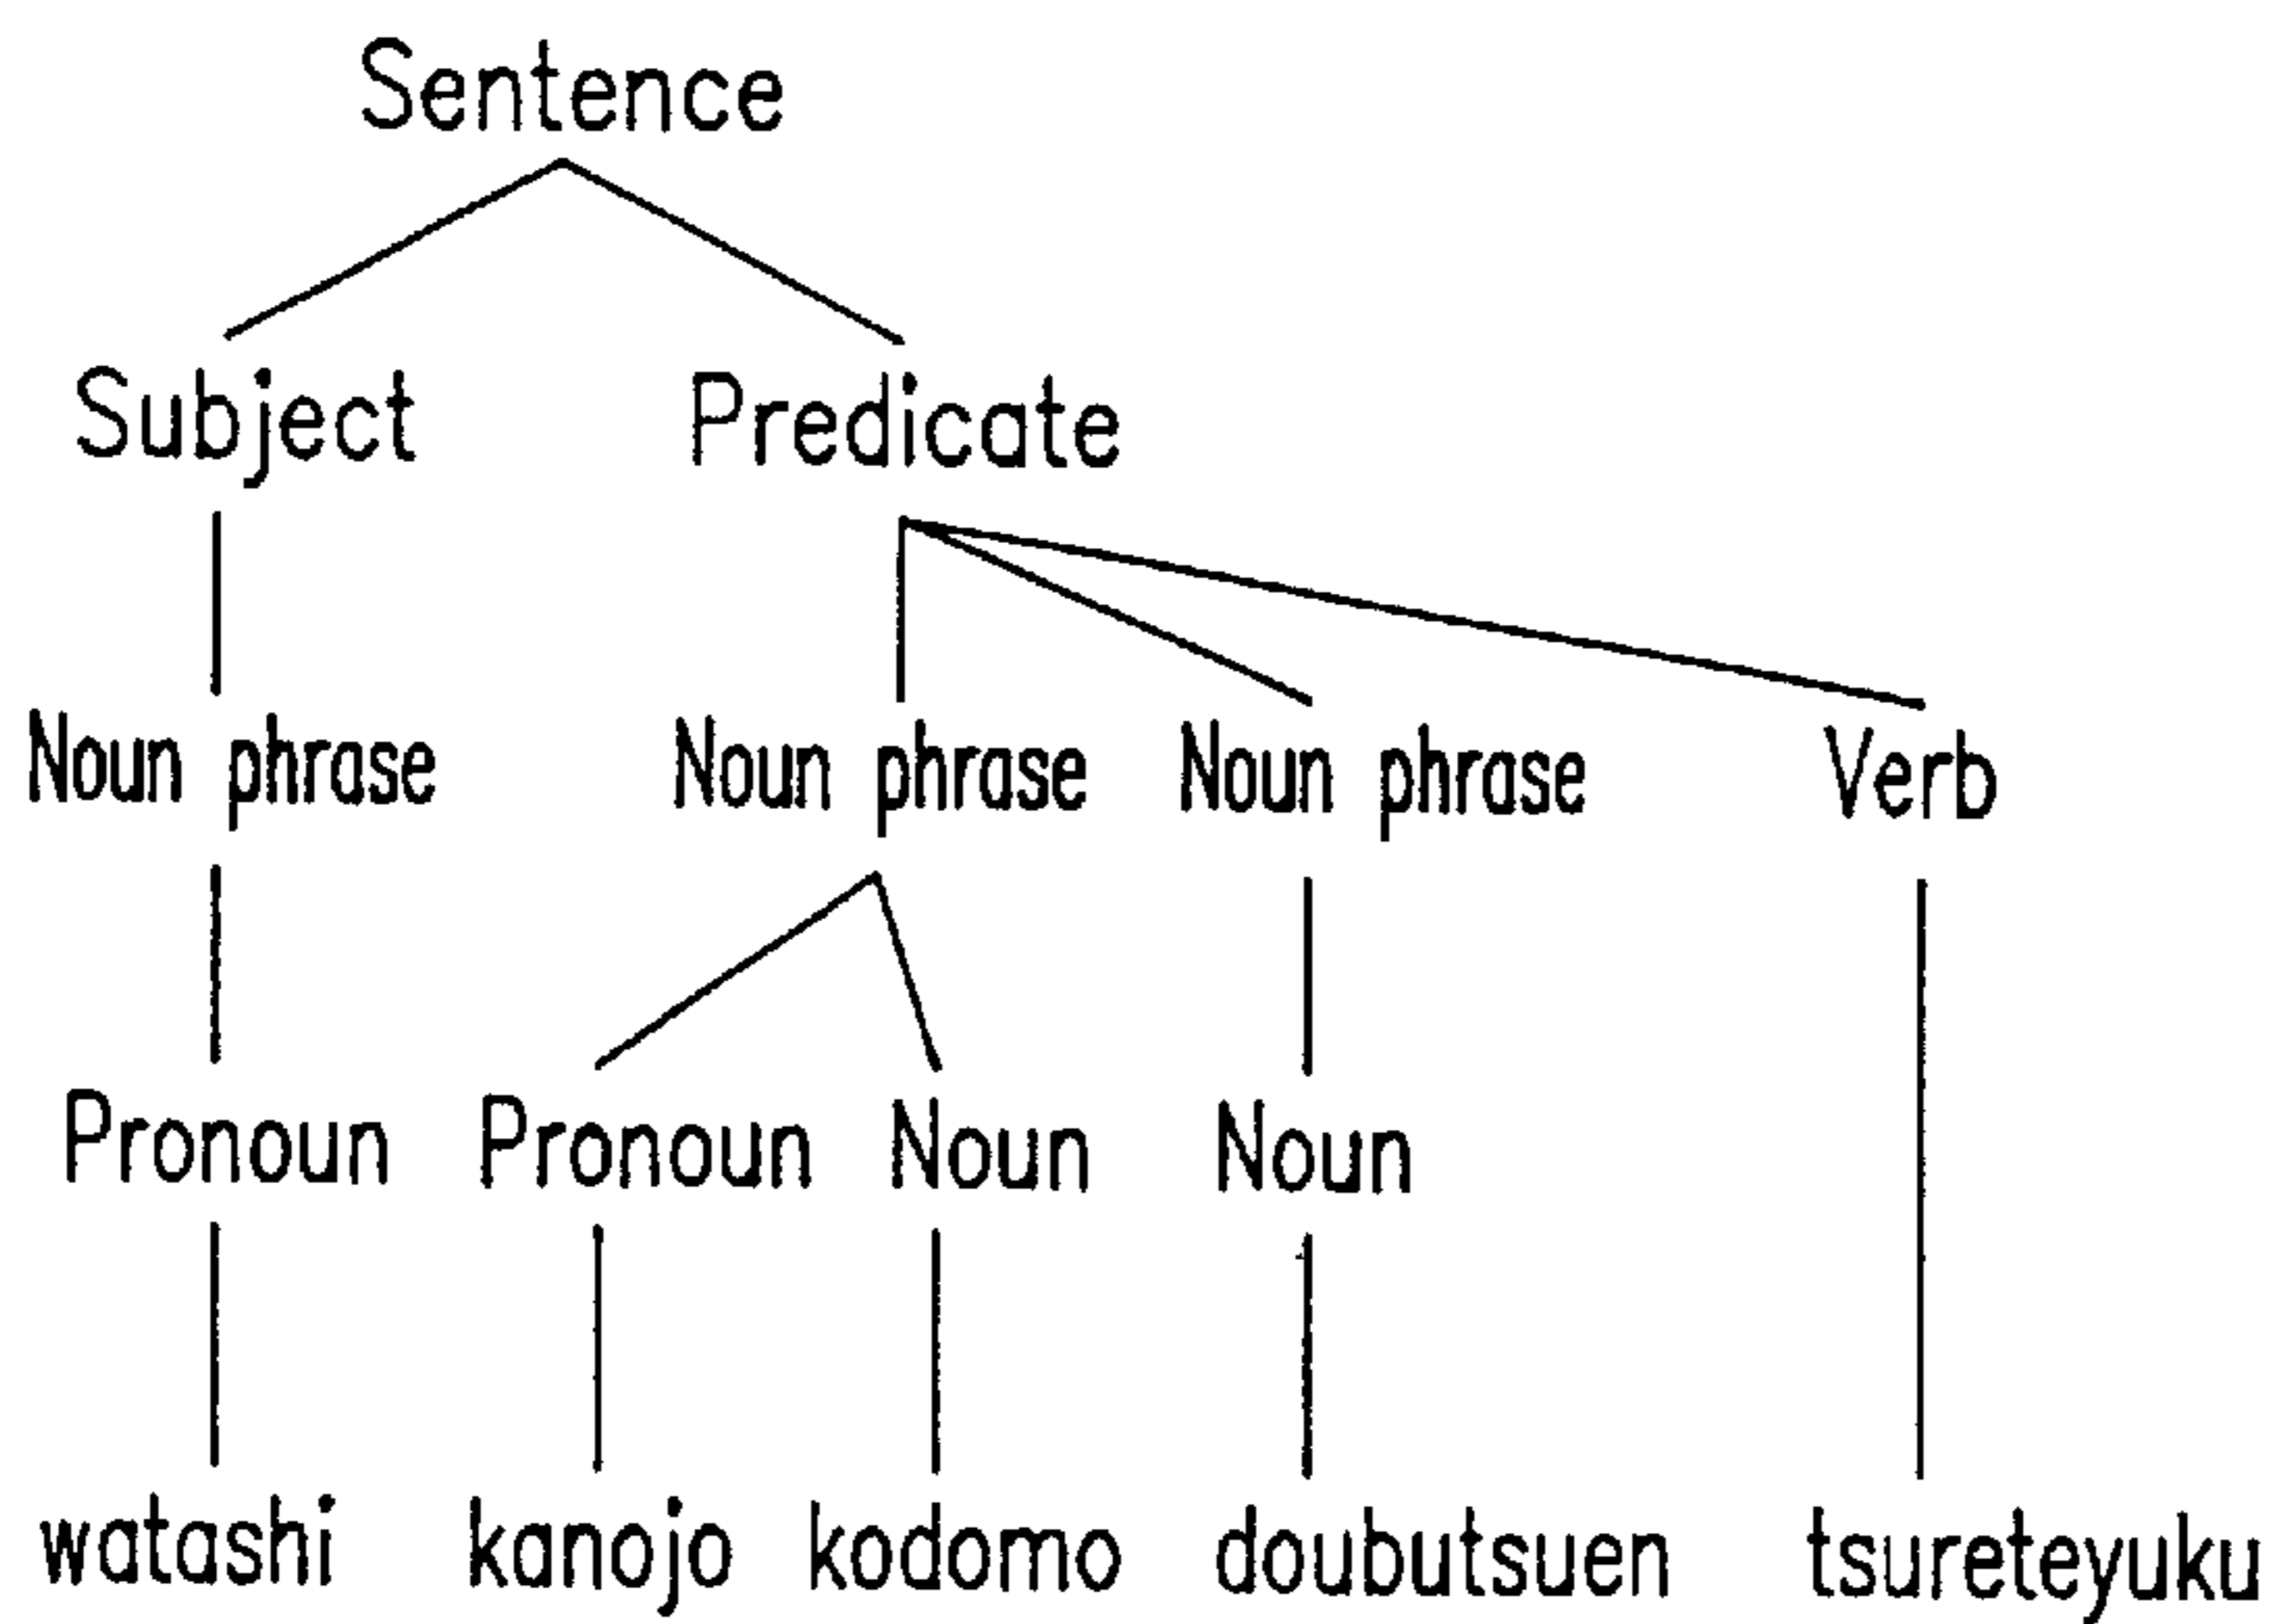 Sentence
Subject Predicate
Noun phrase Noun phrase Noun phrase Verb
Pronoun Pronoun Noun Noun
watashi kanojo kodomo doubutsuen tsureteyuku